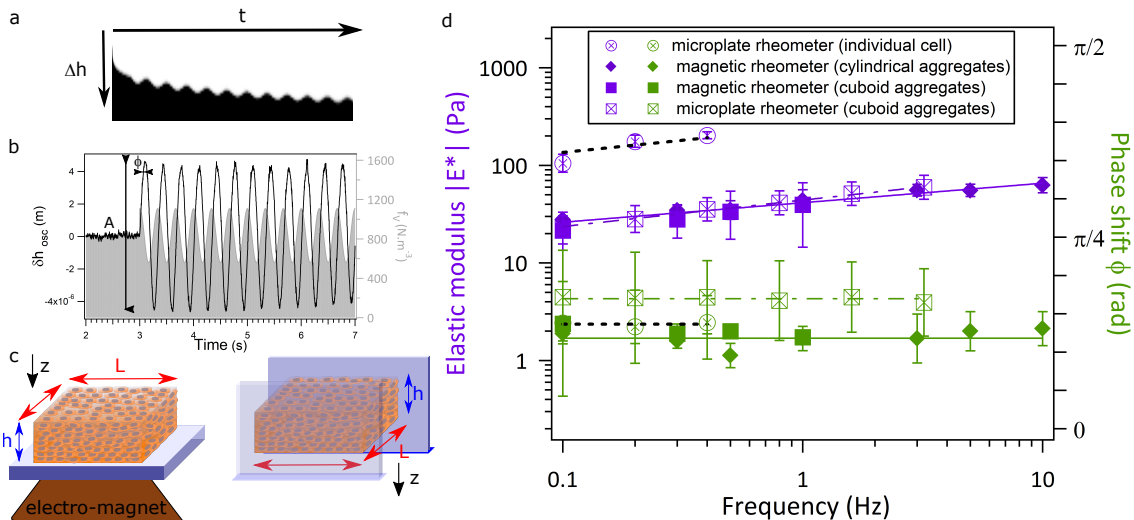 a
t
Δh
b
4
2
0
-2
-4x10⁻⁶
δh osc (m)
ϕ
A
1600
1200
800
400
0
fᵥ (N.m⁻³)
2
3
4
5
6
7
Time (s)
c
z
L
h
electro-magnet
h
L
z
d
microplate rheometer (individual cell)
magnetic rheometer (cylindrical aggregates)
magnetic rheometer (cuboid aggregates)
microplate rheometer (cuboid aggregates)
1000
100
10
1
Elastic modulus |E*| (Pa)
π/2
π/4
0
Phase shift ϕ (rad)
0.1
1
10
Frequency (Hz)